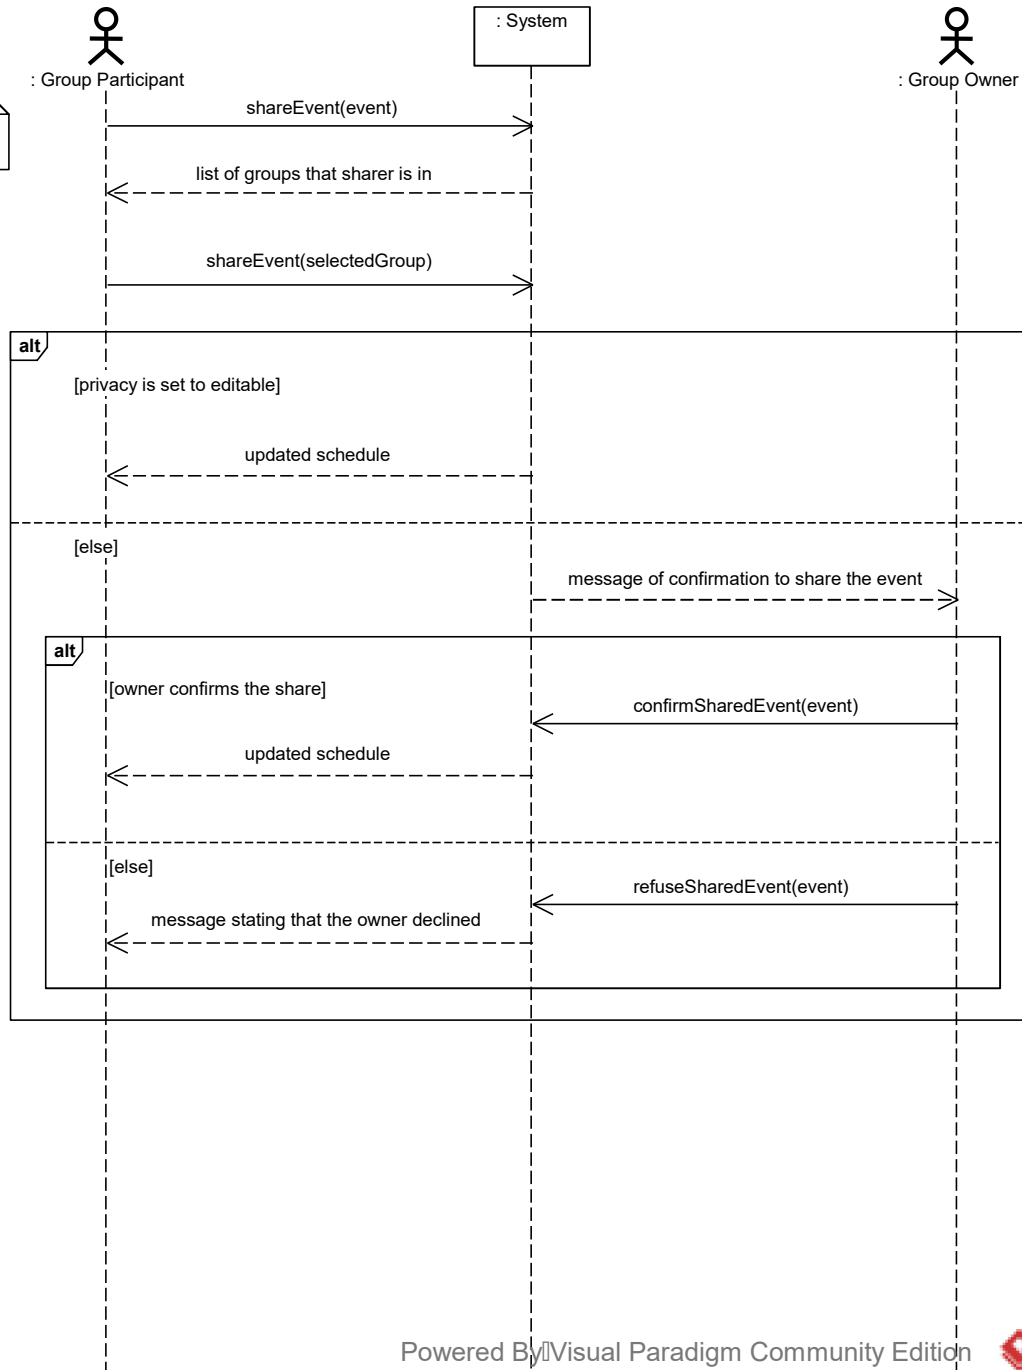 : System
: Group Participant
: Group Owner
shareEvent(event)
list of groups that sharer is in
shareEvent(selectedGroup)
alt
[privacy is set to editable]
updated schedule
[else]
message of confirmation to share the event
alt
[owner confirms the share]
confirmSharedEvent(event)
updated schedule
[else]
refuseSharedEvent(event)
message stating that the owner declined
Powered By Visual Paradigm Community Edition